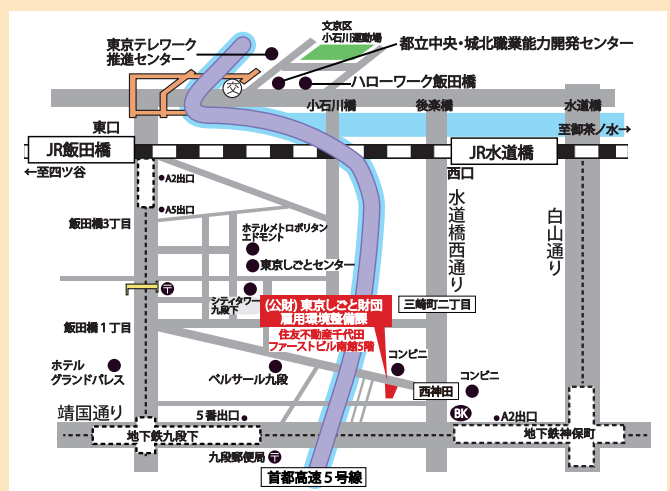 文京区
小石川運動場
東京テレワーク
推進センター
都立中央・城北職業能力開発センター
交
ハローワーク飯田橋
小石川橋
後楽橋
水道橋
東口
至御茶ノ水→
JR飯田橋
JR水道橋
←至四ツ谷
西口
A2出口
A5出口
水道橋西通り
白山通り
飯田橋3丁目
ホテルメトロポリタン
エドモント
東京しごとセンター
〒
シティタワー
九段下
(公財) 東京しごと財団
雇用環境整備課
三崎町二丁目
飯田橋1丁目
住友不動産千代田
ファーストビル南館5階
コンビニ
ホテル
グランドパレス
ベルサール九段
コンビニ
西神田
靖国通り
5番出口
BK
A2出口
地下鉄九段下
地下鉄神保町
九段郵便局
〒
首都高速5号線